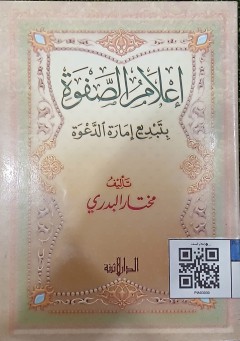 إعلام الصفوة
بتبديع إمارة الدعوة
تأليف
مختار البدري